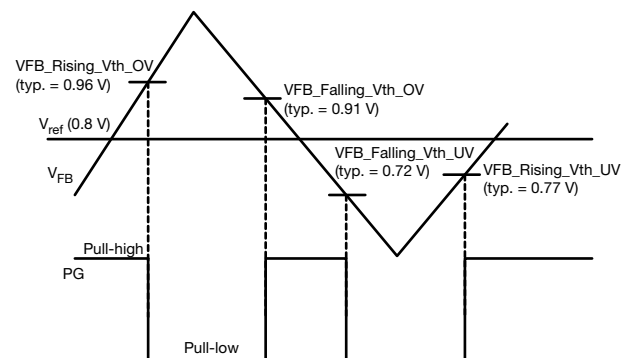 VFB_Rising_Vth_OV
(typ. = 0.96 V)
VFB_Falling_Vth_OV
(typ. = 0.91 V)
Vref (0.8 V)
VFB_Falling_Vth_UV
(typ. = 0.72 V)
VFB_Rising_Vth_UV
(typ. = 0.77 V)
VFB
Pull-high
PG
Pull-low